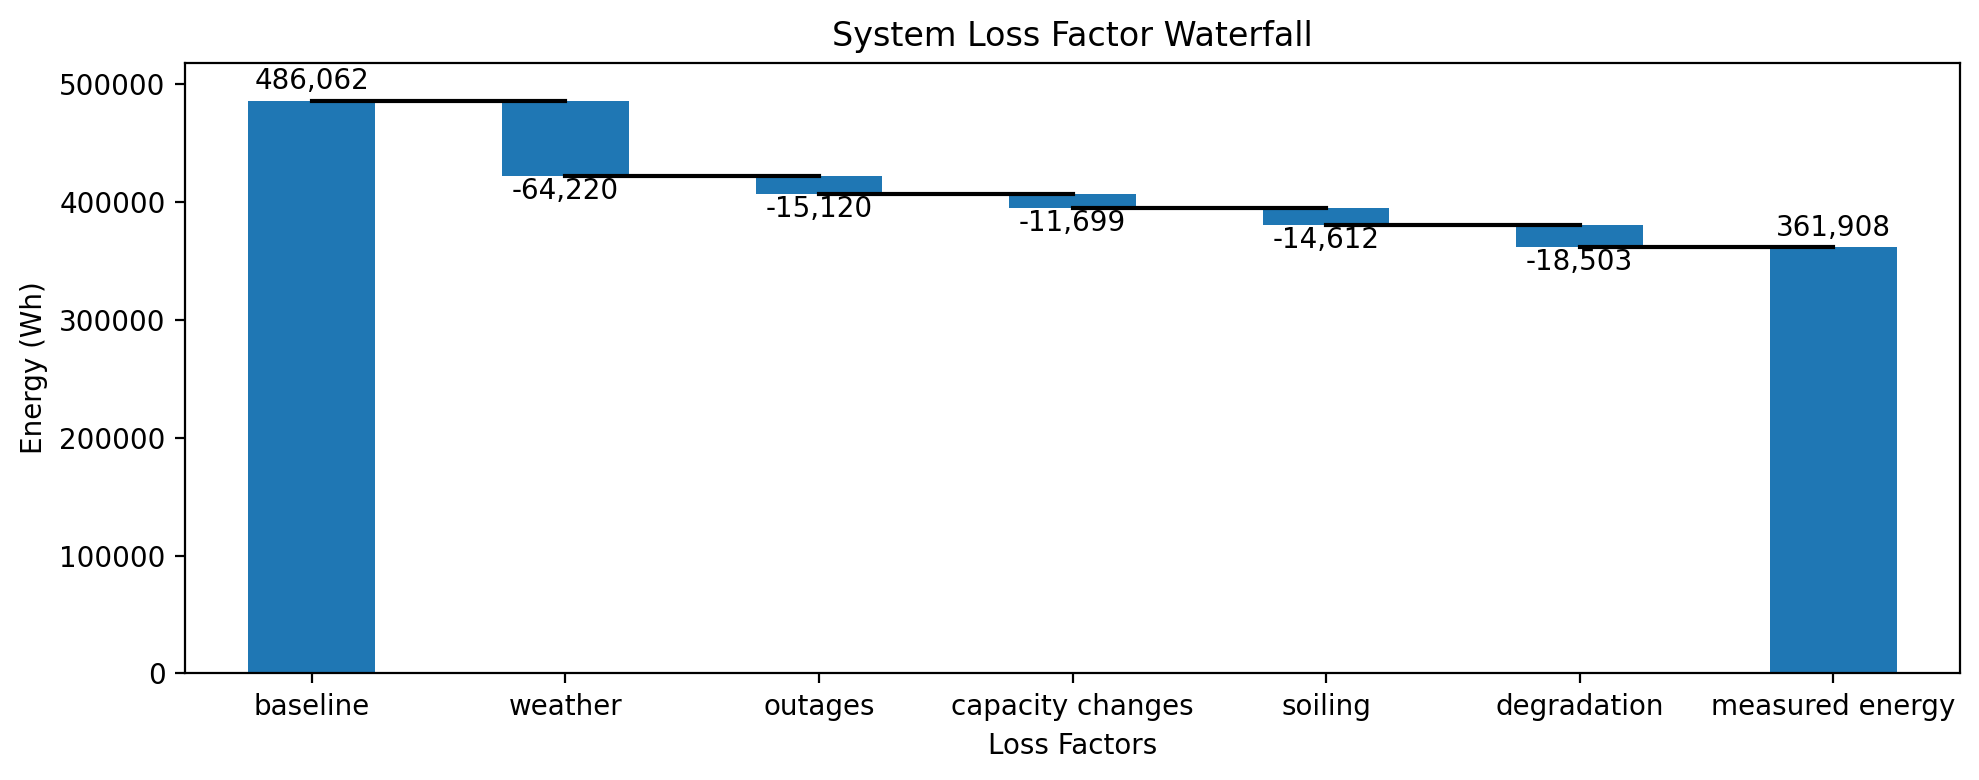 System Loss Factor Waterfall
Energy (Wh)
500000
400000
300000
200000
100000
0
486,062
-64,220
-15,120
-11,699
-14,612
-18,503
361,908
baseline
weather
outages
capacity changes
soiling
degradation
measured energy
Loss Factors